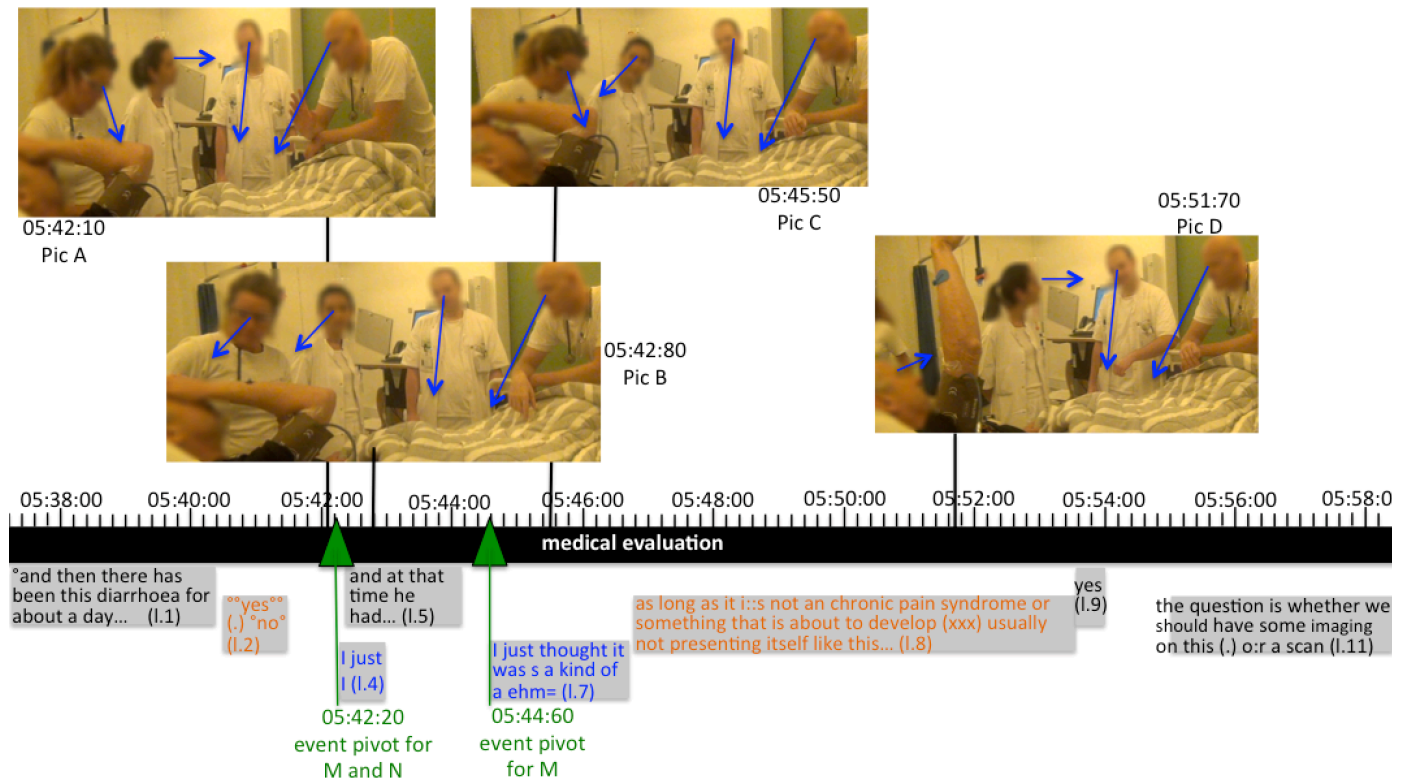 05:42:10
Pic A
05:45:50
Pic C
05:51:70
Pic D
05:42:80
Pic B
05:38:00 05:40:00 05:42:00 05:44:00 05:46:00 05:48:00 05:50:00 05:52:00 05:54:00 05:56:00 05:58:0
medical evaluation
°and then there has
been this diarrhoea for
about a day... (l.1)
°°yes°°
(.) °no°
(l.2)
I just
I (l.4)
and at that
time he
had... (l.5)
I just thought it
was s a kind of
a ehm= (l.7)
as long as it i::s not an chronic pain syndrome or
something that is about to develop (xxx) usually
not presenting itself like this... (l.8)
yes
(l.9)
the question is whether we
should have some imaging
on this (.) o:r a scan (l.11)
05:42:20
event pivot for
M and N
05:44:60
event pivot
for M